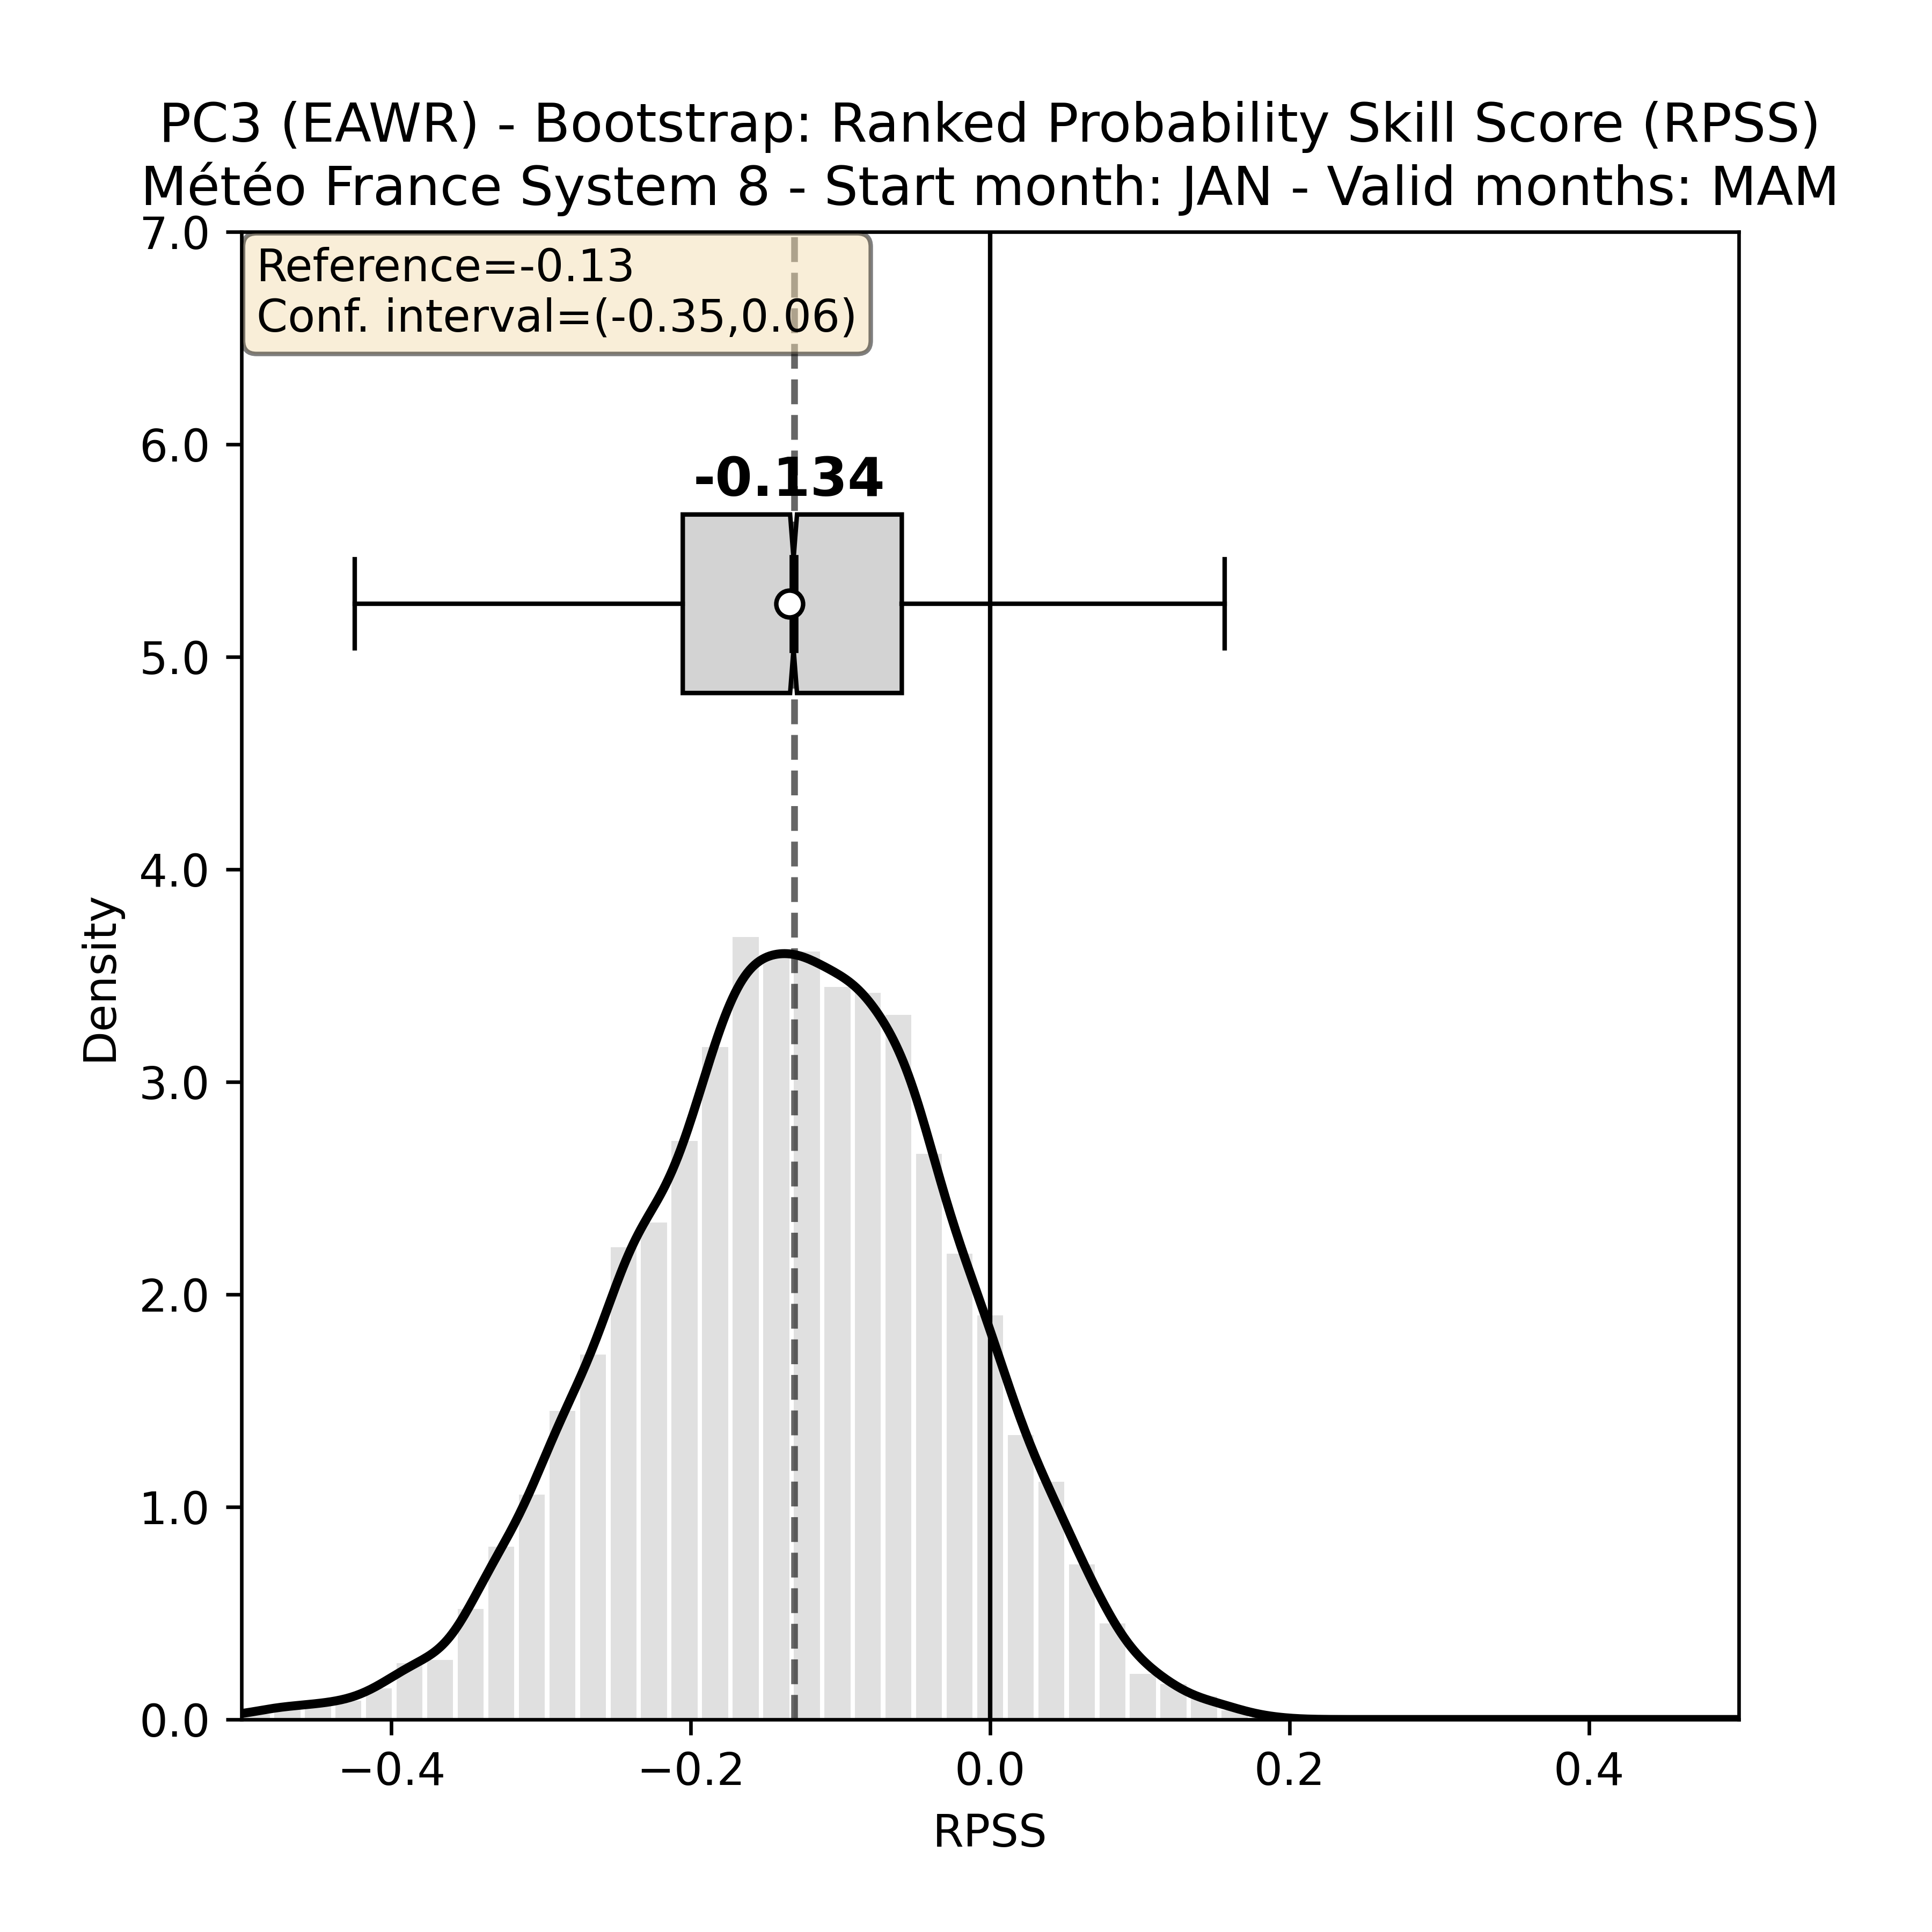 PC3 (EAWR) - Bootstrap: Ranked Probability Skill Score (RPSS)
Météo France System 8 - Start month: JAN - Valid months: MAM
7.0
Reference=-0.13
Conf. interval=(-0.35,0.06)
6.0
-0.134
5.0
4.0
Density
3.0
2.0
1.0
0.0
−0.4 −0.2 0.0 0.2 0.4
RPSS